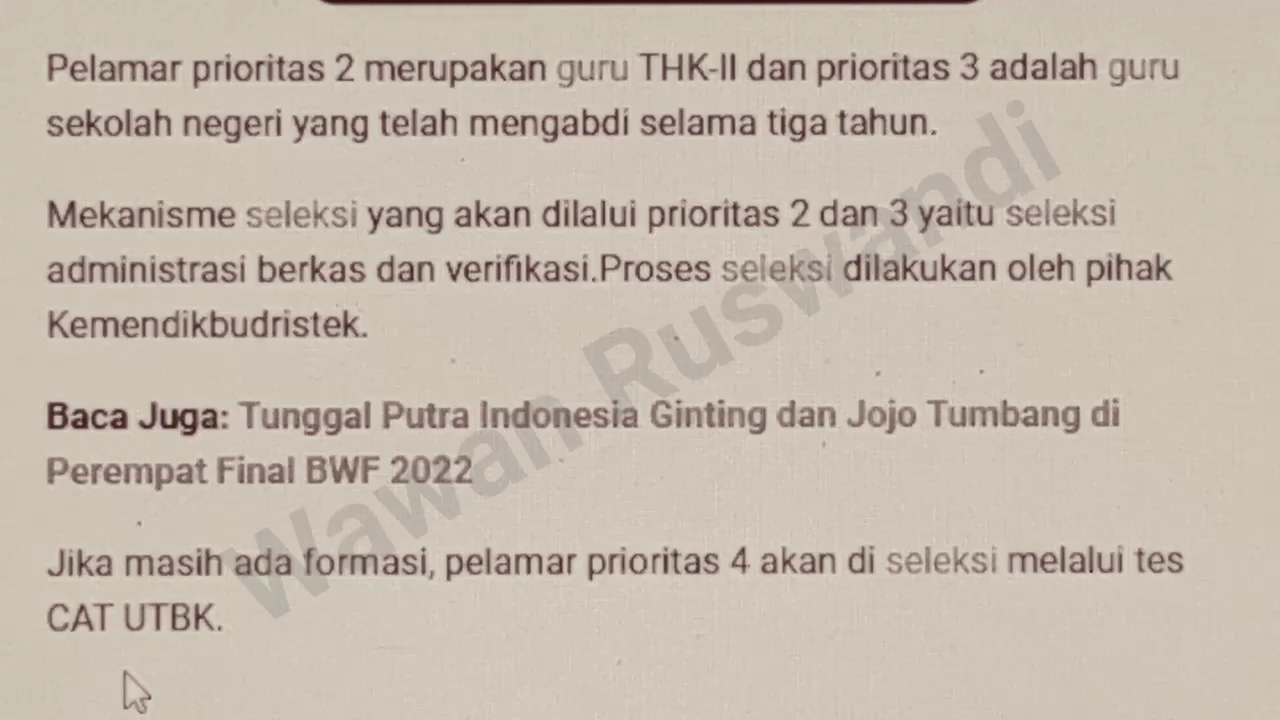 Pelamar prioritas 2 merupakan guru THK-II dan prioritas 3 adalah guru
sekolah negeri yang telah mengabdi selama tiga tahun.
Mekanisme seleksi yang akan dilalui prioritas 2 dan 3 yaitu seleksi
administrasi berkas dan verifikasi.Proses seleksi dilakukan oleh pihak
Kemendikbudristek.
Baca Juga: Tunggal Putra Indonesia Ginting dan Jojo Tumbang di
Perempat Final BWF 2022
Jika masih ada formasi, pelamar prioritas 4 akan di seleksi melalui tes
CAT UTBK.
Wawan Ruswandi